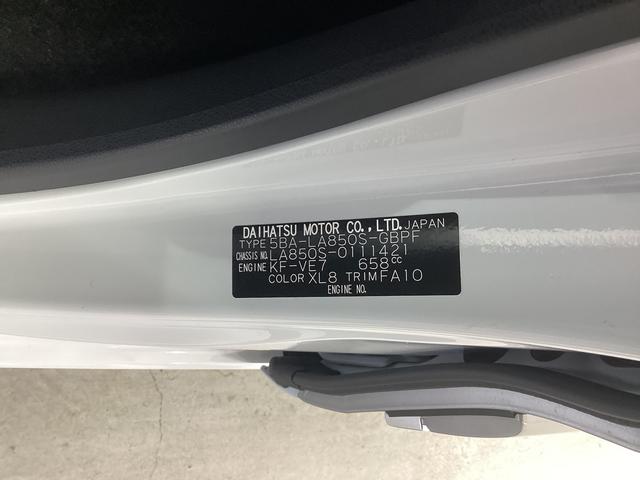 DAIHATSU MOTOR CO., LTD. JAPAN
TYPE 5BA-LA850S-GBPF
CHASSIS NO. LA850S-0111421
ENGINE KF-VE7 658cc
COLOR XL8 TRIM FA10
ENGINE NO.